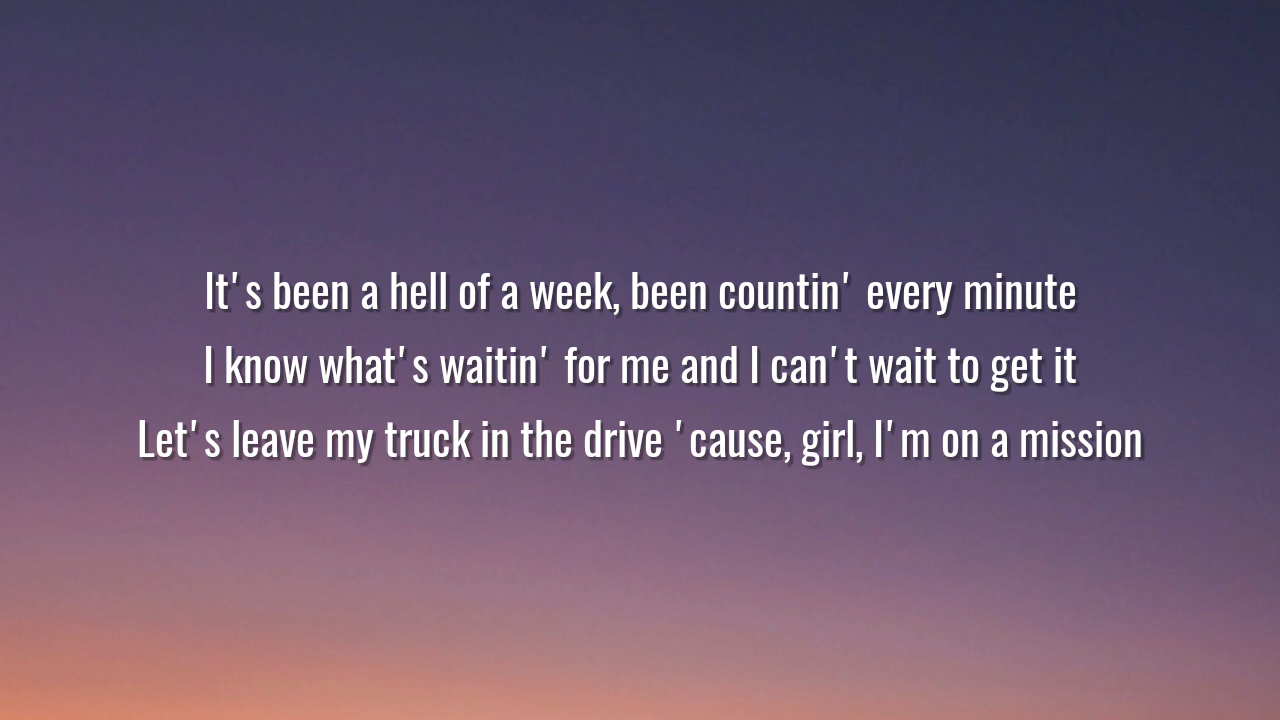 It's been a hell of a week, been countin' every minute
I know what's waitin' for me and I can't wait to get it
Let's leave my truck in the drive 'cause, girl, I'm on a mission